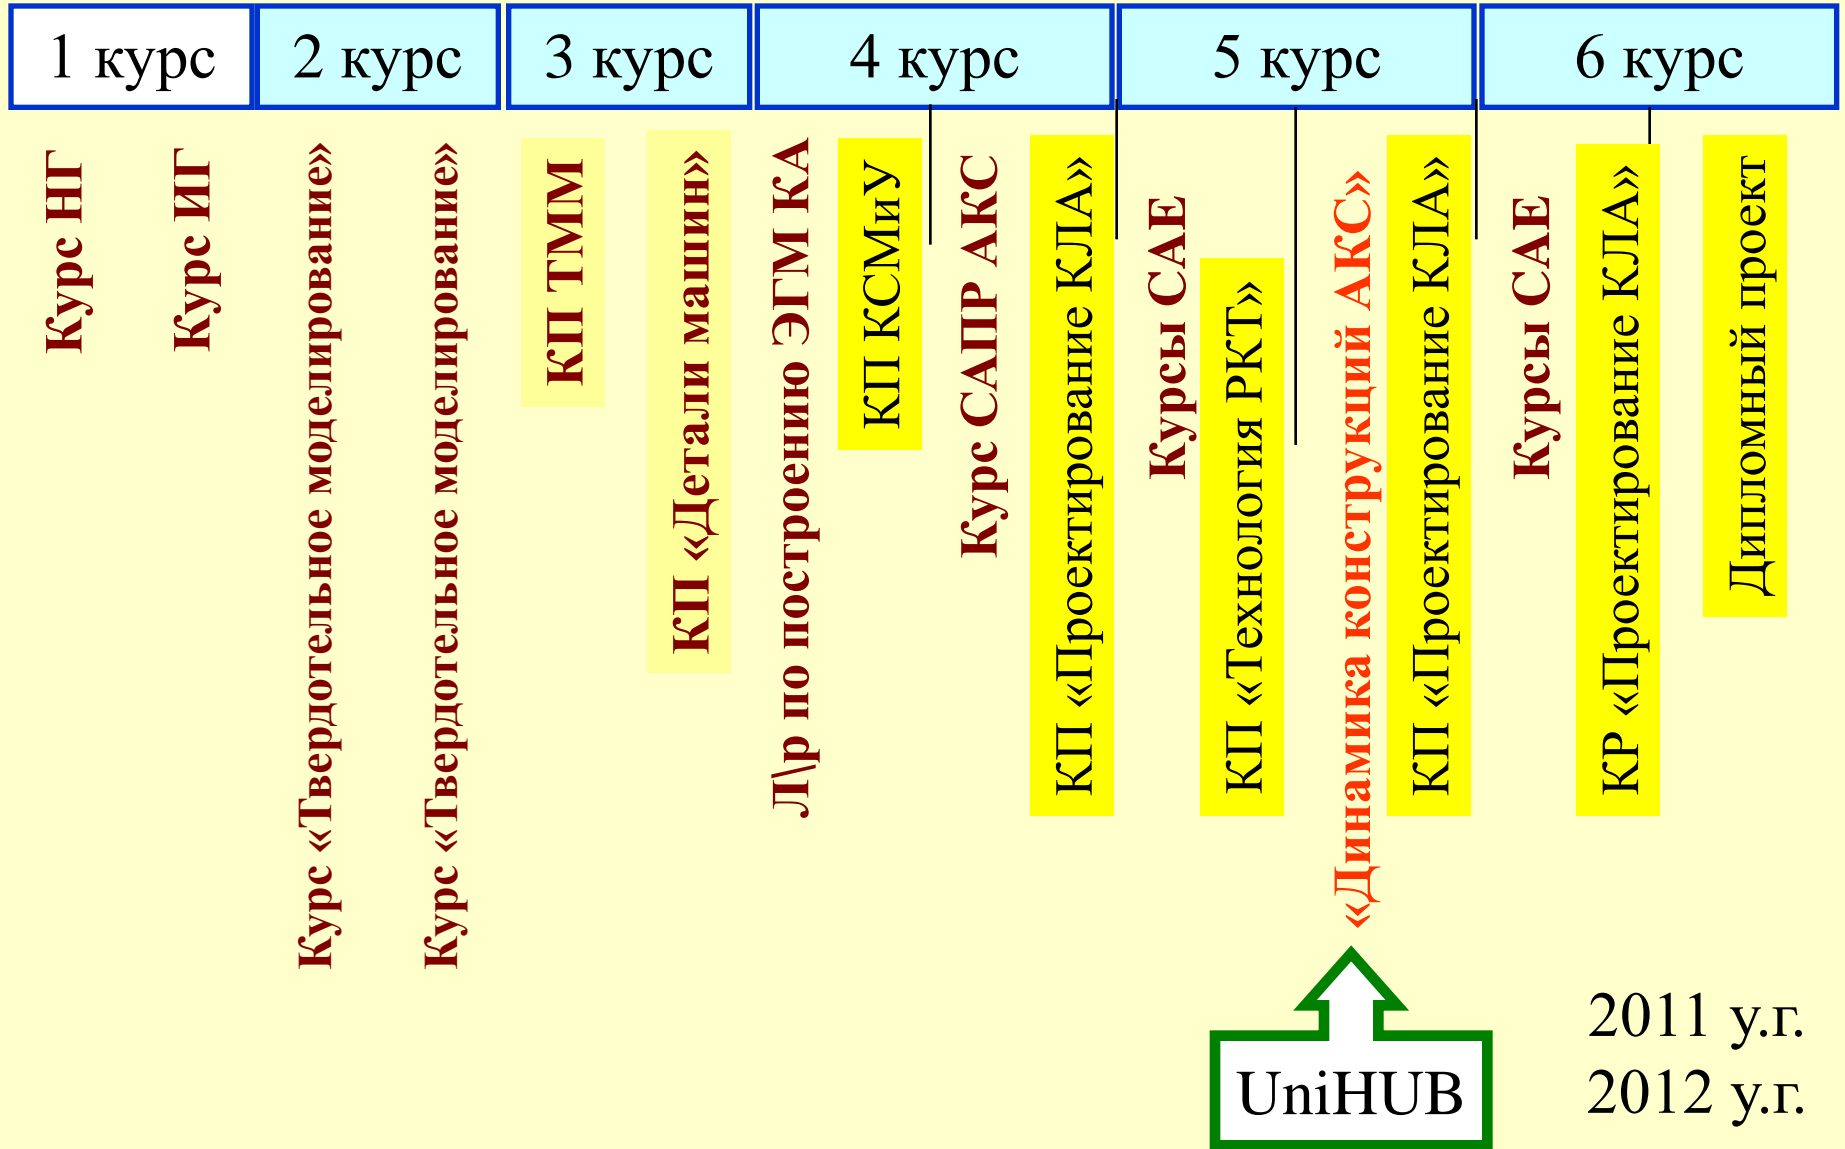 1 курс
2 курс
3 курс
4 курс
5 курс
6 курс
Курс НГ
Курс ИГ
Курс «Твердотельное моделирование»
Курс «Твердотельное моделирование»
КП ТММ
КП «Детали машин»
Л\р по построению ЭГМ КА
КП КСМиУ
Курс САПР АКС
КП «Проектирование КЛА»
Курсы САЕ
КП «Технология РКТ»
«Динамика конструкций АКС»
КП «Проектирование КЛА»
Курсы САЕ
КР «Проектирование КЛА»
Дипломный проект
UniHUB
2011 у.г.
2012 у.г.